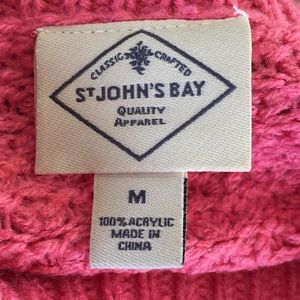 CLASSIC CRAFTED
ST JOHN'S BAY
QUALITY
APPAREL
M
100% ACRYLIC
MADE IN
CHINA